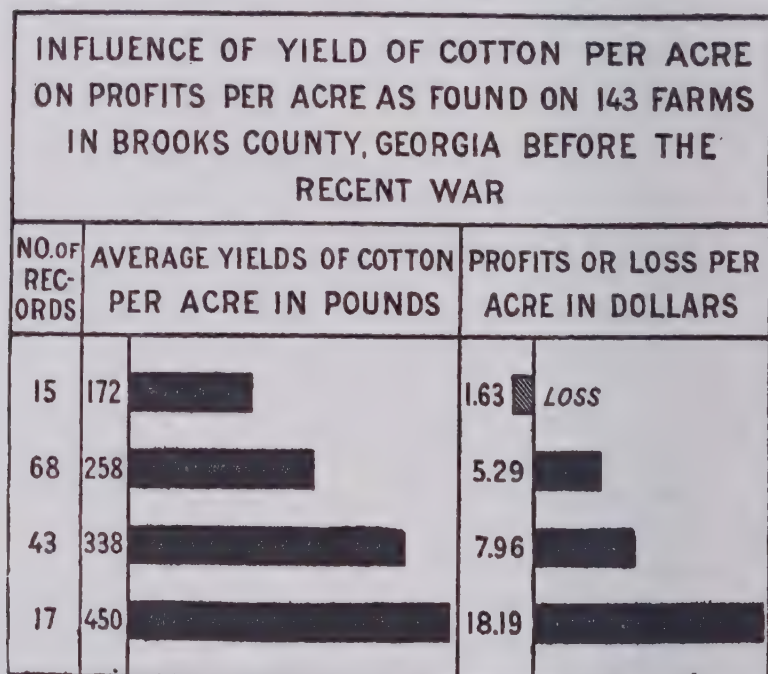 INFLUENCE OF YIELD OF COTTON PER ACRE
ON PROFITS PER ACRE AS FOUND ON 143 FARMS
IN BROOKS COUNTY, GEORGIA BEFORE THE
RECENT WAR
NO. OF
REC-
ORDS
AVERAGE YIELDS OF COTTON
PER ACRE IN POUNDS
PROFITS OR LOSS PER
ACRE IN DOLLARS
15 172 1.63 LOSS
68 258 5.29
43 338 7.96
17 450 18.19